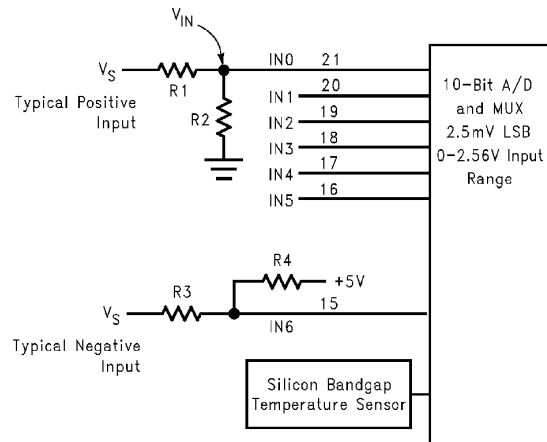 V_IN
V_S
R1
Typical Positive
Input
R2
IN0 21
IN1 20
IN2 19
IN3 18
IN4 17
IN5 16
10-Bit A/D
and MUX
2.5mV LSB
0-2.56V Input
Range
R4
+5V
V_S
R3
15
IN6
Typical Negative
Input
Silicon Bandgap
Temperature Sensor